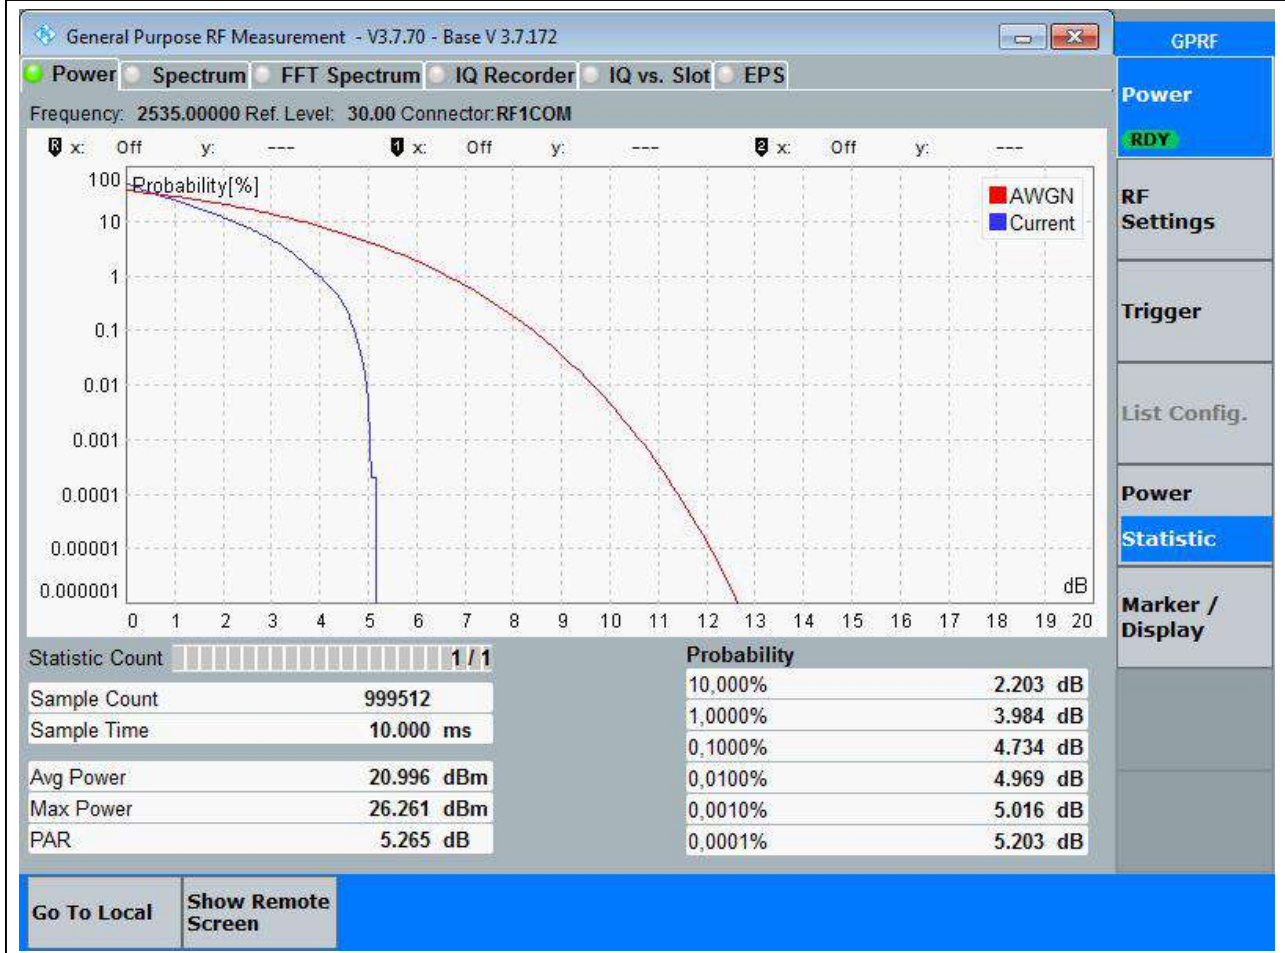 General Purpose RF Measurement - V3.7.70 - Base V 3.7.172
GPRF
Power Spectrum FFT Spectrum IQ Recorder IQ vs. Slot EPS
Frequency: 2535.00000 Ref. Level: 30.00 Connector:RF1COM
R x: Off y: --- 1 x: Off y: --- 2 x: Off y: ---
Probability[%]
AWGN
Current
100
10
1
0.1
0.01
0.001
0.0001
0.00001
0.000001
dB
0 1 2 3 4 5 6 7 8 9 10 11 12 13 14 15 16 17 18 19 20
Statistic Count 1 / 1
Sample Count 999512
Sample Time 10.000 ms
Avg Power 20.996 dBm
Max Power 26.261 dBm
PAR 5.265 dB
Probability
10,000% 2.203 dB
1,0000% 3.984 dB
0,1000% 4.734 dB
0,0100% 4.969 dB
0,0010% 5.016 dB
0,0001% 5.203 dB
Power
RDY
RF
Settings
Trigger
List Config.
Power
Statistic
Marker /
Display
Go To Local
Show Remote
Screen